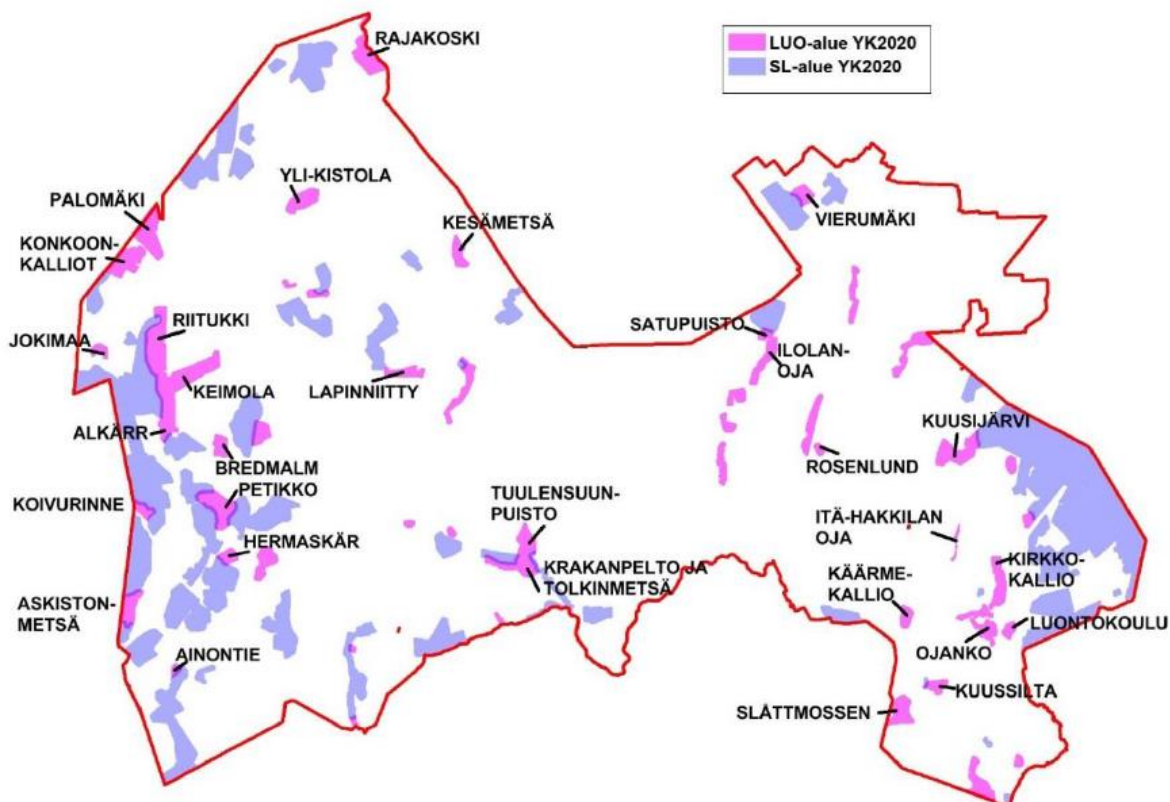 RAJAKOSKI
LUO-alue YK2020
SL-alue YK2020
YLI-KISTOLA
PALOMÄKI
VIERUMÄKI
KESÄMETSÄ
KONKOON-
KALLIOT
RIITUKKI
SATUPUISTO
JOKIMAA
ILOLAN-
OJA
KEIMOLA
LAPINNIITTY
ALKÄRR
KUUSIJÄRVI
BREDMALM
ROSENLUND
PETIKKO
KOIVURINNE
TUULENSUUN-
PUISTO
ITÄ-HAKKILAN
OJA
HERMASKÄR
KRAKANPELTO JA
TOLKINMETSÄ
KIRKKO-
KALLIO
KÄÄRME-
KALLIO
ASKISTON-
METSÄ
LUONTOKOULU
OJANKO
AINONTIE
KUUSSILTA
SLÅTTMOSSEN